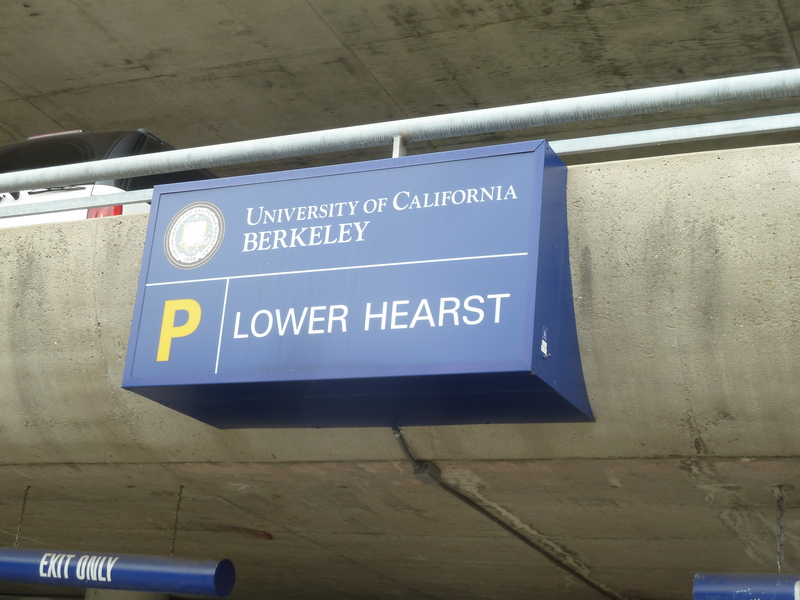 UNIVERSITY OF CALIFORNIA
BERKELEY
P
LOWER HEARST
EXIT ONLY